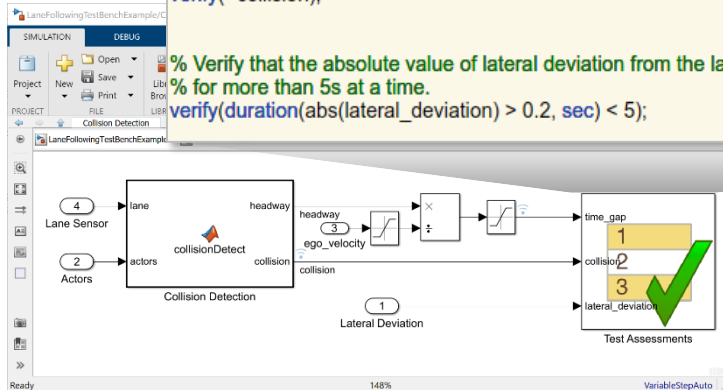 LaneFollowingTestBenchExample/C
SIMULATION DEBUG
Project New Open Save Print
PROJECT FILE LIBR
Collision Detection
LaneFollowingTestBenchExample
% Verify that the absolute value of lateral deviation from the la
% for more than 5s at a time.
verify(duration(abs(lateral_deviation) > 0.2, sec) < 5);
4
Lane Sensor
2
Actors
lane
actors
collisionDetect
headway
collision
Collision Detection
headway
3
ego_velocity
collision
×
÷
1
Lateral Deviation
time_gap
collision
lateral_deviation
1
2
3
Test Assessments
Ready 148% VariableStepAuto